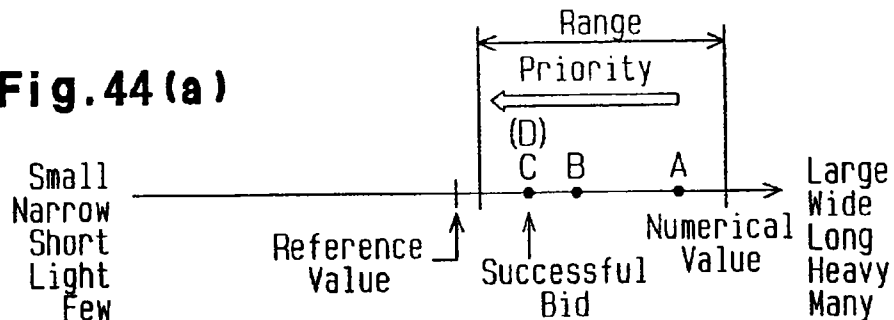 Range
Fig.44(a)
Priority
(D)
C B A
Small
Narrow
Short
Light
Few
Reference
Value
Successful
Bid
Numerical
Value
Large
Wide
Long
Heavy
Many